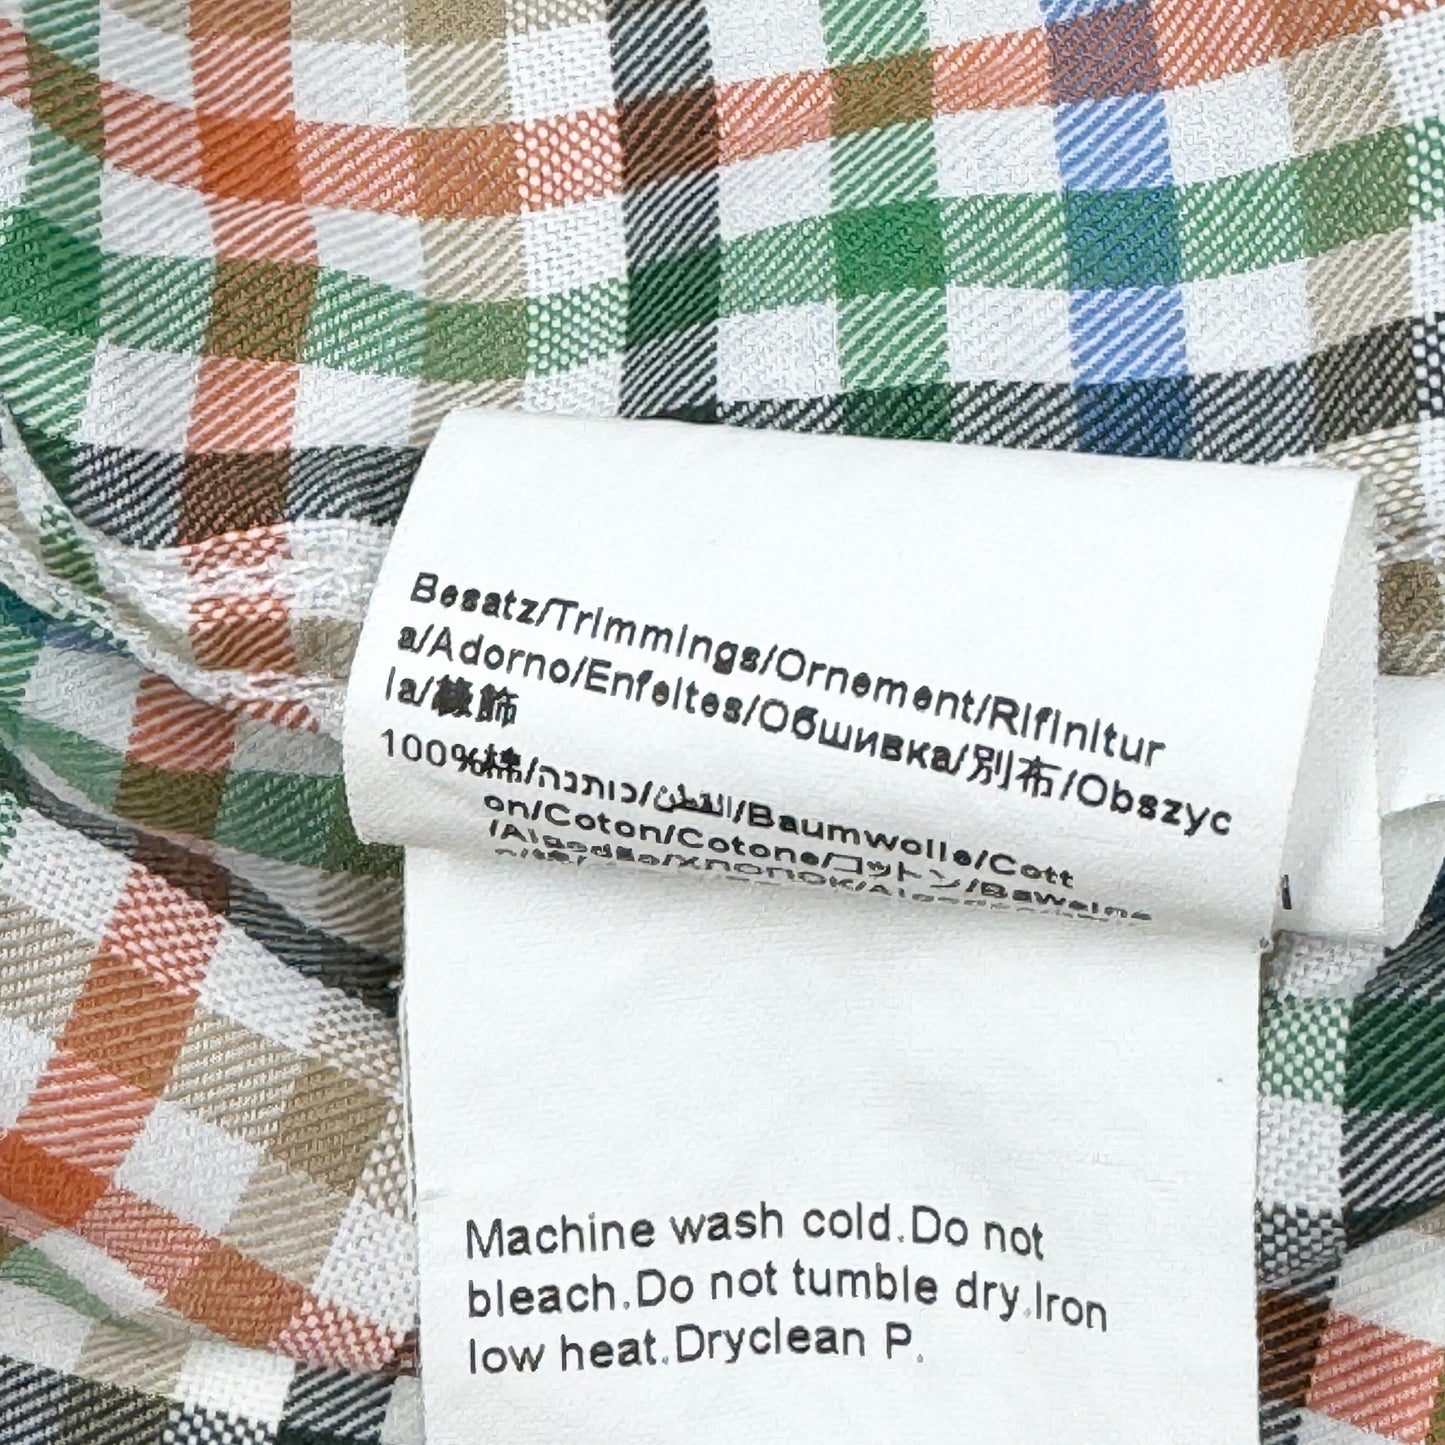 Besatz/Trimmings/Ornement/Rifinitur
a/Adorno/Enfeites/Обшивка/別布/Obszyc
ia/飾
100%棉/כותנה/القطن/Baumwolle/Cott
on/Coton/Cotone/コットン/Bawełna
/Algodão/Хлопок
Machine wash cold.Do not
bleach.Do not tumble dry.Iron
low heat.Dryclean P.